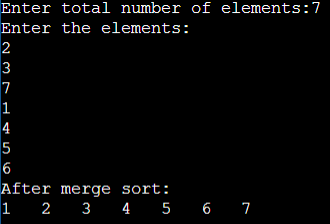 Enter total number of elements:7
Enter the elements:
2
3
7
1
4
5
6
After merge sort:
1 2 3 4 5 6 7